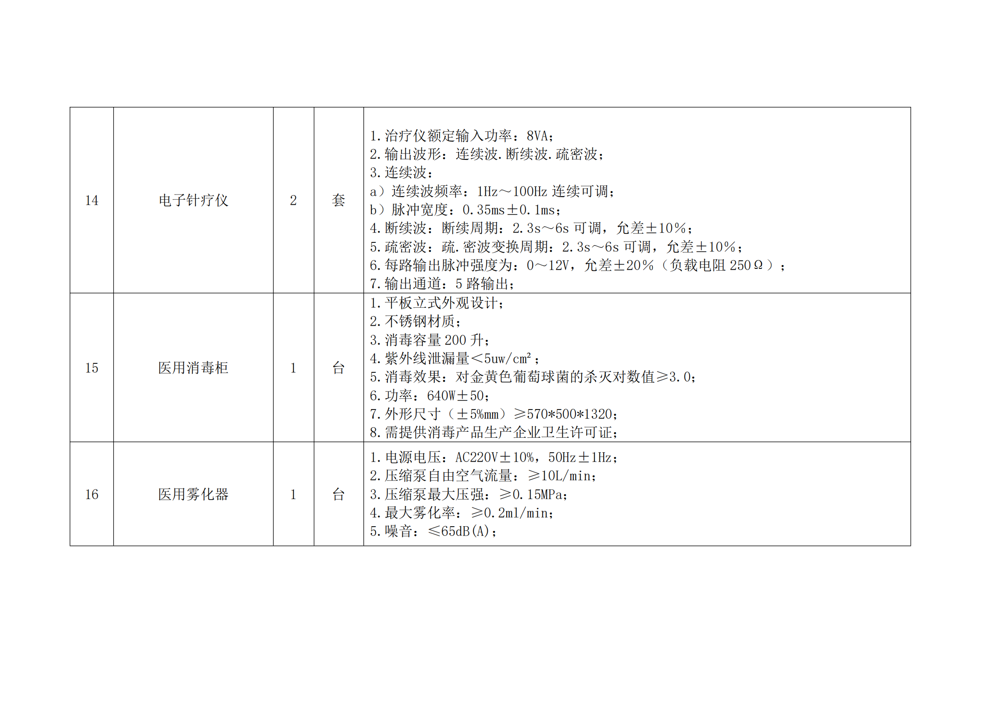 14
电子针疗仪
2
套
1.治疗仪额定输入功率：8VA；
2.输出波形：连续波.断续波.疏密波；
3.连续波：
a）连续波频率：1Hz～100Hz 连续可调；
b）脉冲宽度：0.35ms±0.1ms；
4.断续波：断续周期：2.3s～6s 可调，允差±10％；
5.疏密波：疏.密波变换周期：2.3s～6s 可调，允差±10％；
6.每路输出脉冲强度为：0～12V，允差±20％（负载电阻 250Ω）；
7.输出通道：5 路输出；
15
医用消毒柜
1
台
1.平板立式外观设计；
2.不锈钢材质；
3.消毒容量 200 升；
4.紫外线泄漏量＜5uw/cm²；
5.消毒效果：对金黄色葡萄球菌的杀灭对数值≥3.0；
6.功率：640W±50；
7.外形尺寸（±5%mm）≥570*500*1320；
8.需提供消毒产品生产企业卫生许可证；
16
医用雾化器
1
台
1.电源电压：AC220V±10%，50Hz±1Hz；
2.压缩泵自由空气流量：≥10L/min；
3.压缩泵最大压强：≥0.15MPa；
4.最大雾化率：≥0.2ml/min；
5.噪音：≤65dB(A)；